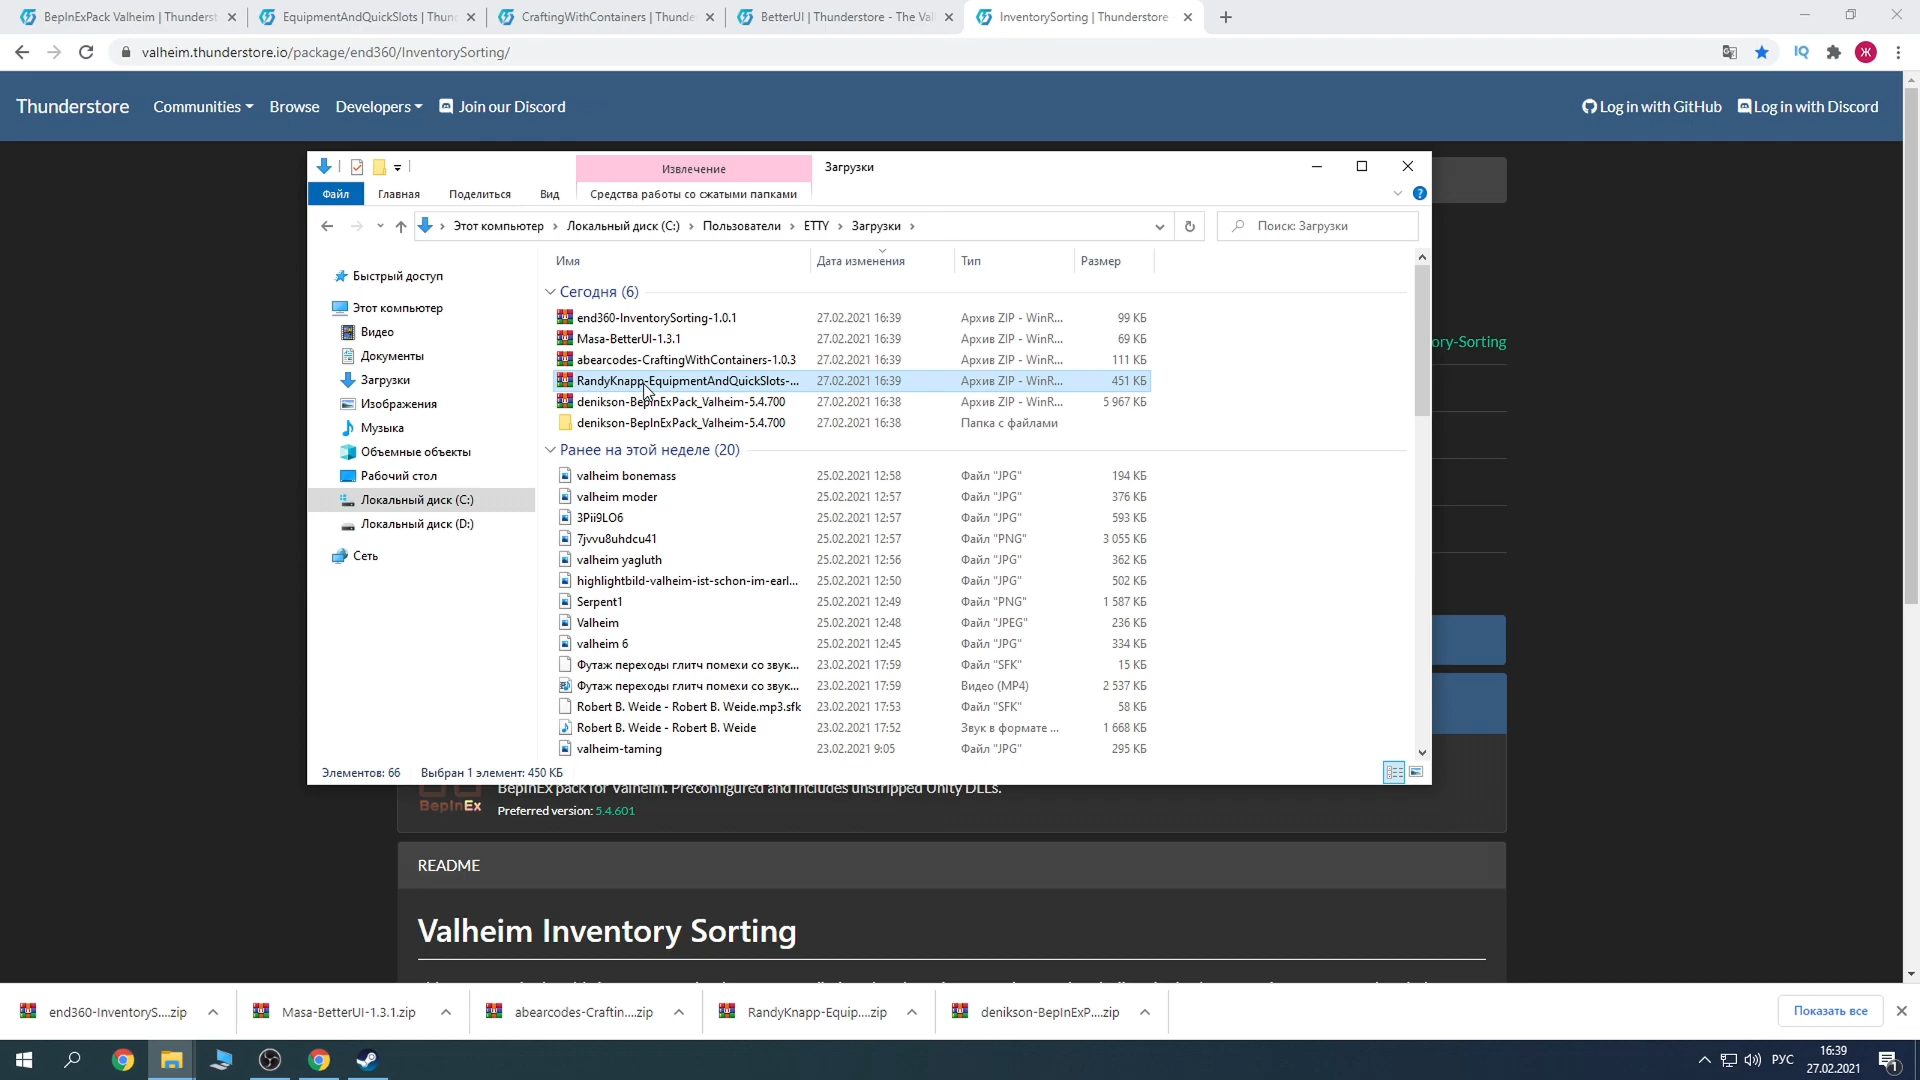 BepInExPack Valheim | Thunderst
EquipmentAndQuickSlots | Thund
CraftingWithContainers | Thunde
BetterUI | Thunderstore - The Val
InventorySorting | Thunderstore
valheim.thunderstore.io/package/end360/InventorySorting/
Thunderstore
Communities
Browse
Developers
Join our Discord
Log in with GitHub
Log in with Discord
Извлечение
Загрузки
Файл
Главная
Поделиться
Вид
Средства работы со сжатыми папками
Этот компьютер
Локальный диск (C:)
Пользователи
ETTY
Загрузки
Поиск: Загрузки
Имя
Дата изменения
Тип
Размер
Быстрый доступ
Этот компьютер
Видео
Документы
Загрузки
Изображения
Музыка
Объемные объекты
Рабочий стол
Локальный диск (C:)
Локальный диск (D:)
Сеть
Сегодня (6)
end360-InventorySorting-1.0.1 27.02.2021 16:39 Архив ZIP - WinR... 99 КБ
Masa-BetterUI-1.3.1 27.02.2021 16:39 Архив ZIP - WinR... 69 КБ
abearcodes-CraftingWithContainers-1.0.3 27.02.2021 16:39 Архив ZIP - WinR... 111 КБ
RandyKnapp-EquipmentAndQuickSlots-... 27.02.2021 16:39 Архив ZIP - WinR... 451 КБ
denikson-BepInExPack_Valheim-5.4.700 27.02.2021 16:38 Архив ZIP - WinR... 5 967 КБ
denikson-BepInExPack_Valheim-5.4.700 27.02.2021 16:38 Папка с файлами
Ранее на этой неделе (20)
valheim bonemass 25.02.2021 12:58 Файл "JPG" 194 КБ
valheim moder 25.02.2021 12:57 Файл "JPG" 376 КБ
3Pii9LO6 25.02.2021 12:57 Файл "JPG" 593 КБ
7jvvu8uhdcu41 25.02.2021 12:57 Файл "PNG" 3 055 КБ
valheim yagluth 25.02.2021 12:56 Файл "JPG" 362 КБ
highlightbild-valheim-ist-schon-im-earl... 25.02.2021 12:50 Файл "JPG" 502 КБ
Serpent1 25.02.2021 12:49 Файл "PNG" 1 587 КБ
Valheim 25.02.2021 12:48 Файл "JPEG" 236 КБ
valheim 6 25.02.2021 12:45 Файл "JPG" 334 КБ
Футаж переходы глитч помехи со звук... 23.02.2021 17:59 Файл "SFK" 15 КБ
Футаж переходы глитч помехи со звук... 23.02.2021 17:59 Видео (MP4) 2 537 КБ
Robert B. Weide - Robert B. Weide.mp3.sfk 23.02.2021 17:53 Файл "SFK" 58 КБ
Robert B. Weide - Robert B. Weide 23.02.2021 17:52 Звук в формате ... 1 668 КБ
valheim-taming 23.02.2021 9:05 Файл "JPG" 295 КБ
Элементов: 66
Выбран 1 элемент: 450 КБ
ory-Sorting
BepInEx
BepInEx pack for Valheim. Preconfigured and includes unstripped Unity DLLs.
Preferred version: 5.4.601
README
Valheim Inventory Sorting
end360-InventoryS....zip
Masa-BetterUI-1.3.1.zip
abearcodes-Craftin....zip
RandyKnapp-Equip....zip
denikson-BepInExP....zip
Показать все
РУС
16:39
27.02.2021
1
IQ
Ж